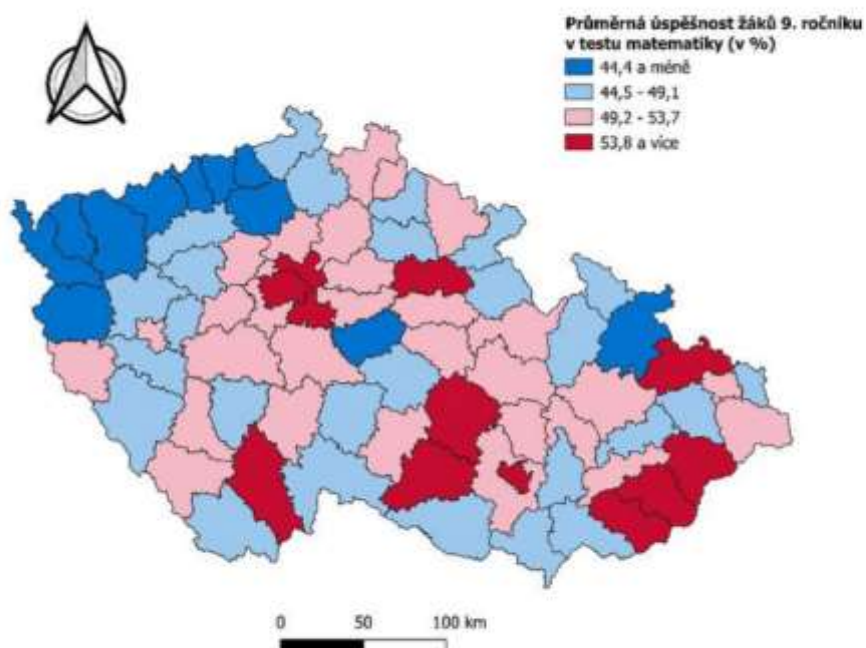 Průměrná úspěšnost žáků 9. ročníku
v testu matematiky (v %)
44,4 a méně
44,5 - 49,1
49,2 - 53,7
53,8 a více
0 50 100 km